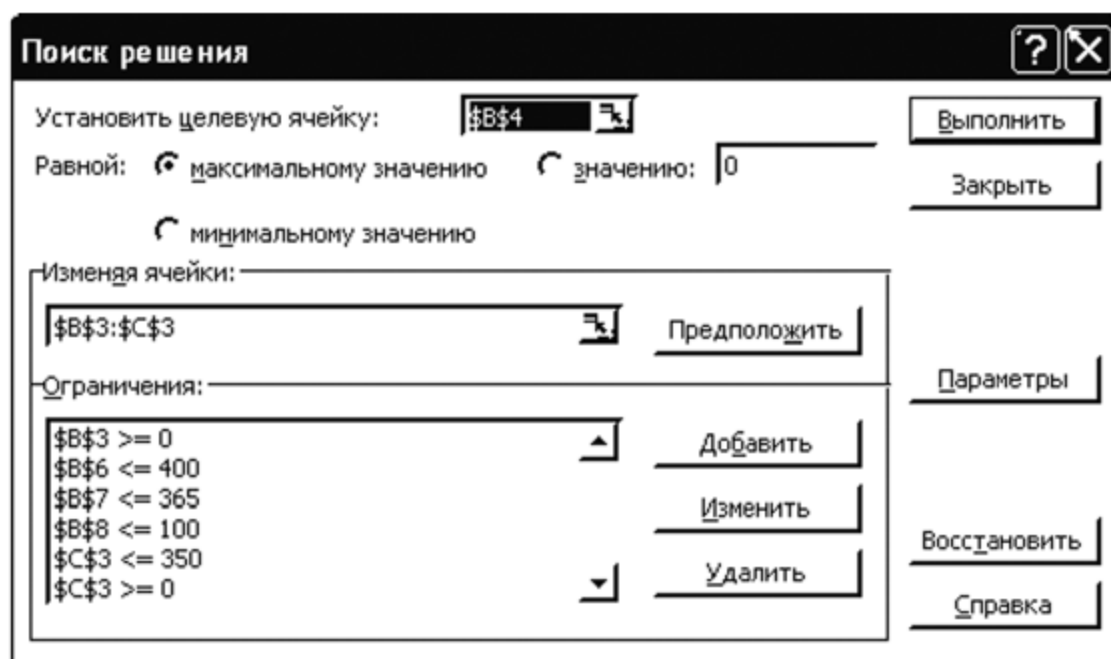 Поиск решения
Установить целевую ячейку: $B$4
Выполнить
Равной: максимальному значению значению: 0
Закрыть
минимальному значению
Изменяя ячейки:
$B$3:$C$3
Предположить
Параметры
Ограничения:
$B$3 >= 0
$B$6 <= 400
$B$7 <= 365
$B$8 <= 100
$C$3 <= 350
$C$3 >= 0
Добавить
Изменить
Удалить
Восстановить
Справка